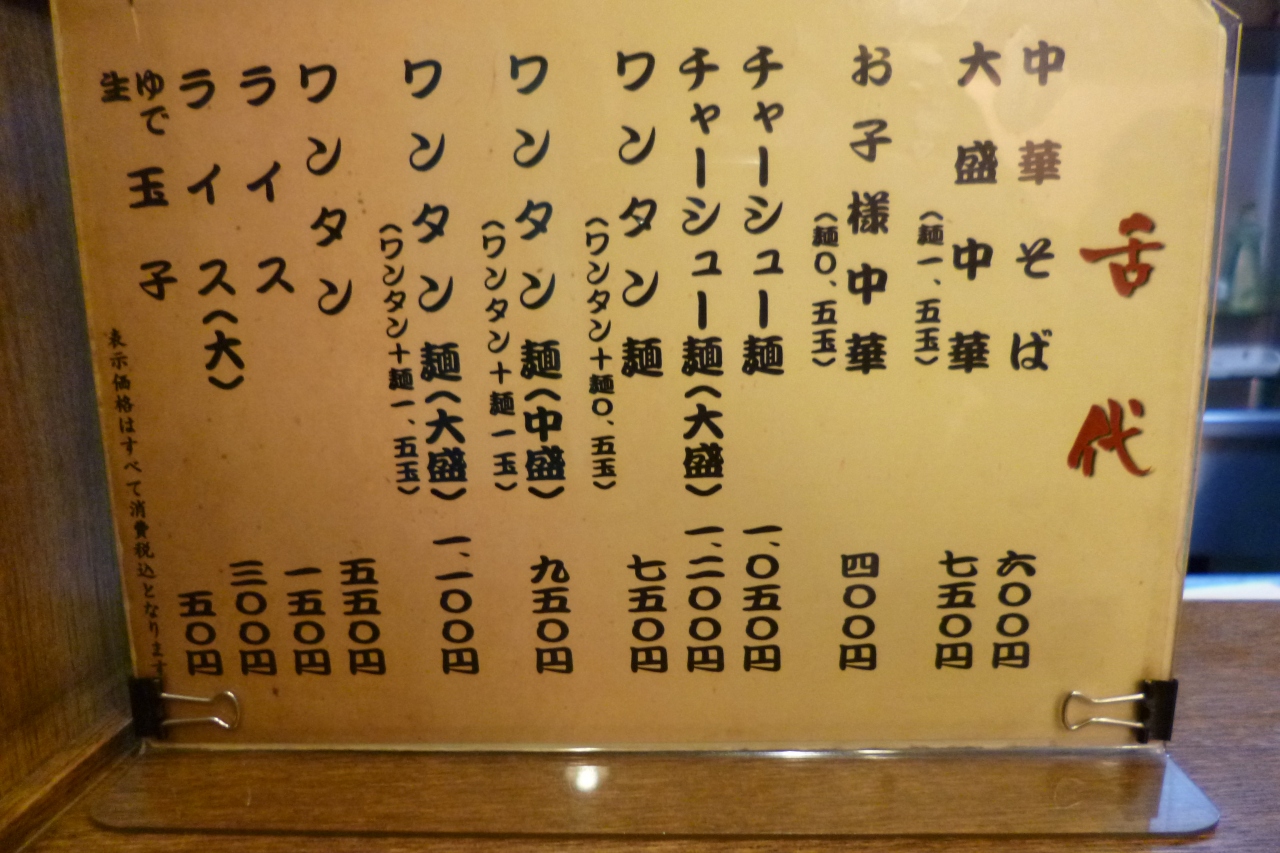 舌代
中華そば 六〇〇円
大盛中華 七五〇円
(麺一、五玉)
お子様中華 四〇〇円
(麺〇、五玉)
チャーシュー麺 一、〇五〇円
チャーシュー麺(大盛) 一、二〇〇円
ワンタン麺 七五〇円
(ワンタン+麺〇、五玉)
ワンタン麺(中盛) 九五〇円
(ワンタン+麺一玉)
ワンタン麺(大盛) 一、一〇〇円
(ワンタン+麺一、五玉)
ワンタン 五五〇円
ライス 一五〇円
ライス(大) 三〇〇円
ゆで玉子 五〇円
生
表示価格はすべて消費税込となります